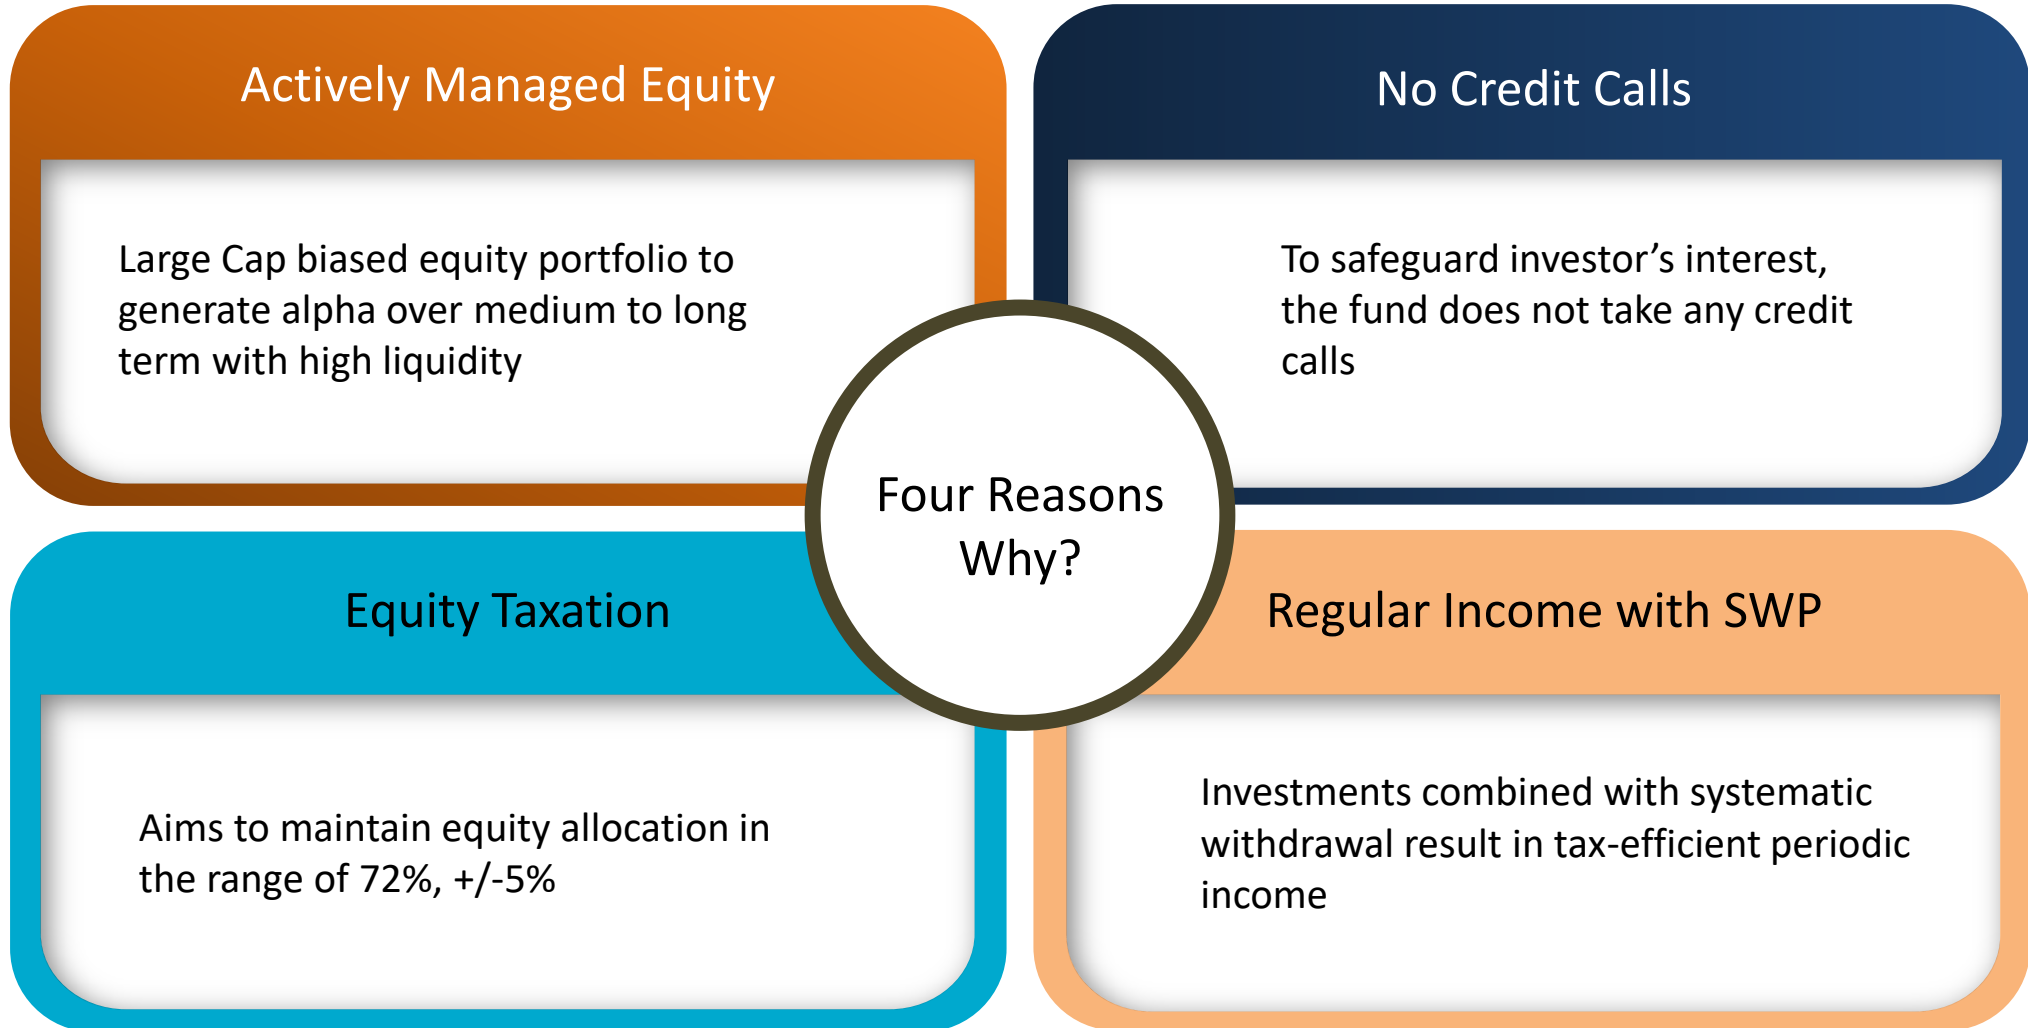 Actively Managed Equity
Large Cap biased equity portfolio to
generate alpha over medium to long
term with high liquidity
No Credit Calls
To safeguard investor’s interest,
the fund does not take any credit
calls
Four Reasons
Why?
Equity Taxation
Aims to maintain equity allocation in
the range of 72%, +/-5%
Regular Income with SWP
Investments combined with systematic
withdrawal result in tax-efficient periodic
income